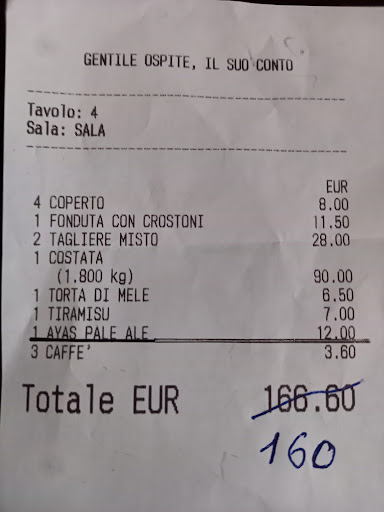 GENTILE OSPITE, IL SUO CONTO
Tavolo: 4
Sala: SALA
EUR
4 COPERTO 8.00
1 FONDUTA CON CROSTONI 11.50
2 TAGLIERE MISTO 28.00
1 COSTATA
(1.800 kg) 90.00
1 TORTA DI MELE 6.50
1 TIRAMISU 7.00
1 AYAS PALE ALE 12.00
3 CAFFE' 3.60
Totale EUR 166.60
160